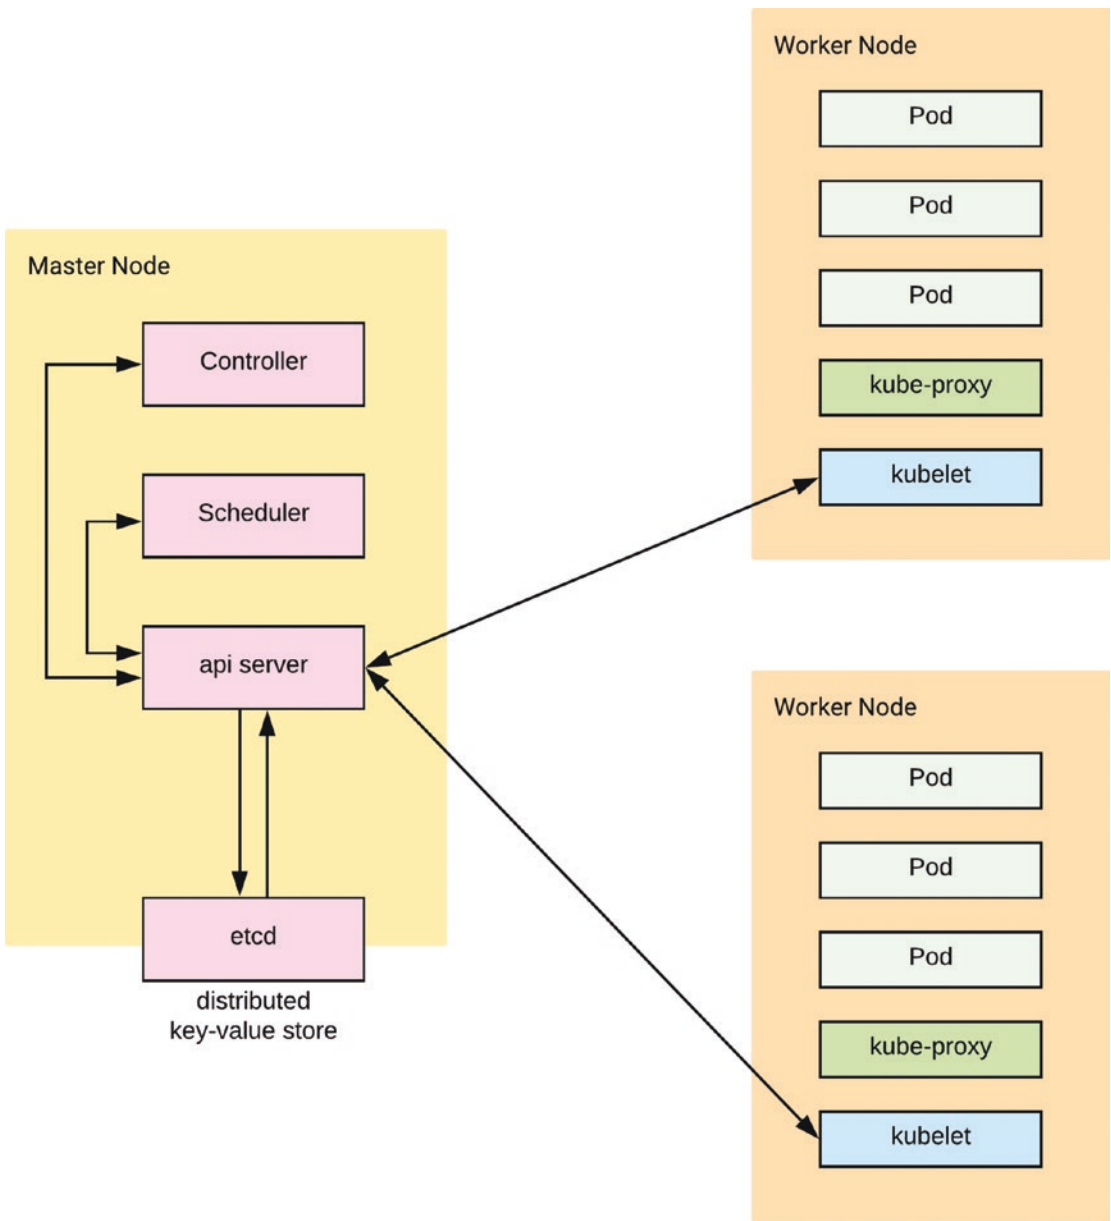 Master Node
Controller
Scheduler
api server
etcd
distributed
key-value store
Worker Node
Pod
Pod
Pod
kube-proxy
kubelet
Worker Node
Pod
Pod
Pod
kube-proxy
kubelet